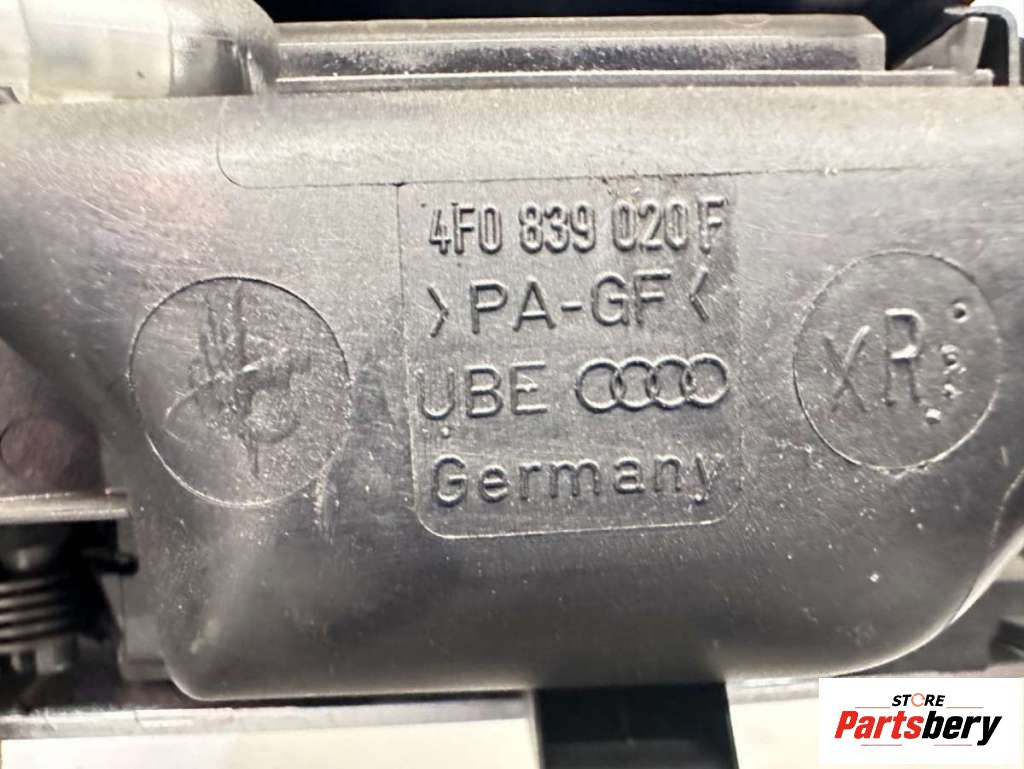 4F0 839 020 F
>PA-GF<
UBE
Germany
XR
STORE
Partsbery